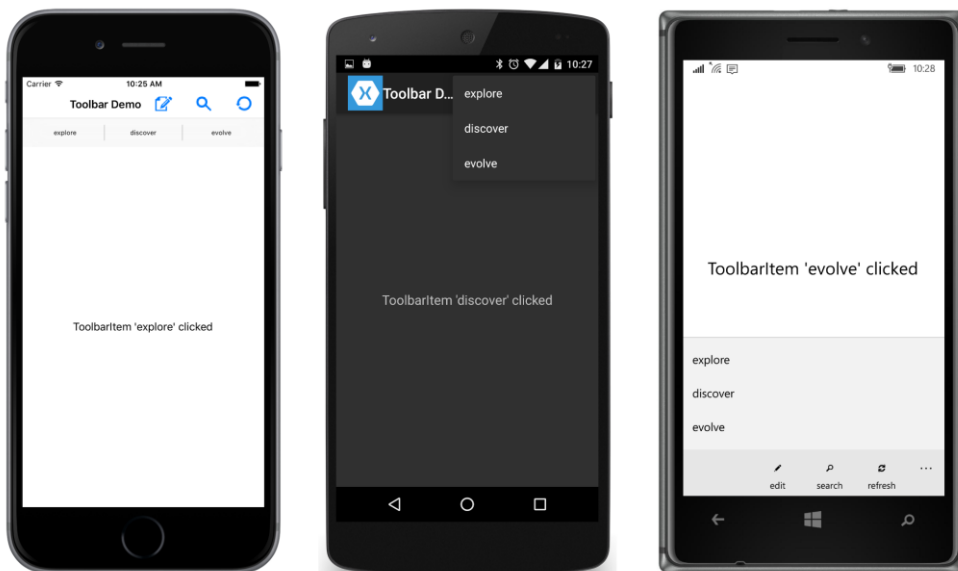 Carrier 10:25 AM
Toolbar Demo
explore discover evolve
ToolbarItem 'explore' clicked
10:27
Toolbar D...
explore
discover
evolve
ToolbarItem 'discover' clicked
10:28
ToolbarItem 'evolve' clicked
explore
discover
evolve
...
edit search refresh